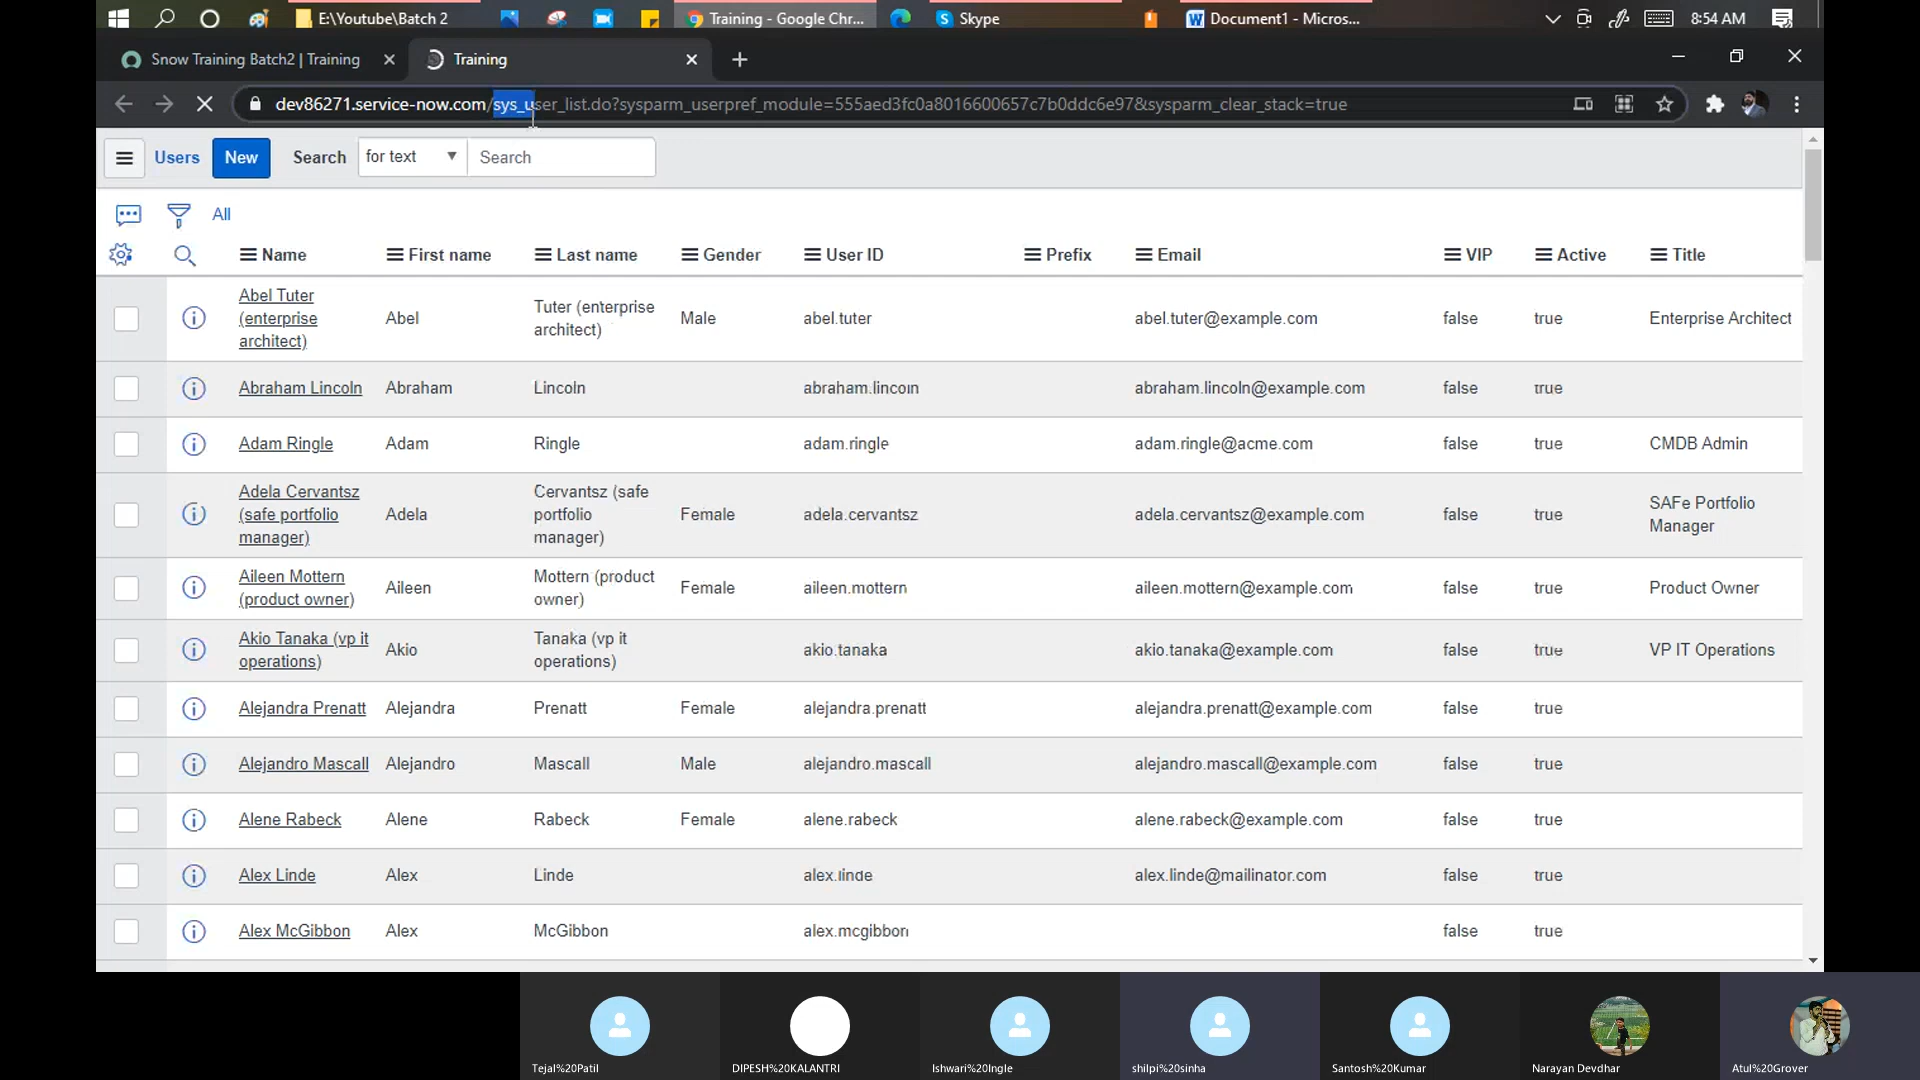 E:\Youtube\Batch 2
Training - Google Chr...
Skype
Document1 - Micros...
8:54 AM
Snow Training Batch2 | Training
Training
dev86271.service-now.com/sys_user_list.do?sysparm_userpref_module=555aed3fc0a8016600657c7b0ddc6e97&sysparm_clear_stack=true
Users New Search for text Search
All
Name First name Last name Gender User ID Prefix Email VIP Active Title
Abel Tuter
(enterprise
architect)
Abel
Tuter (enterprise
architect)
Male abel.tuter abel.tuter@example.com false true Enterprise Architect
Abraham Lincoln Abraham Lincoln abraham.lincoln abraham.lincoln@example.com false true
Adam Ringle Adam Ringle adam.ringle adam.ringle@acme.com false true CMDB Admin
Adela Cervantsz
(safe portfolio
manager)
Adela
Cervantsz (safe
portfolio
manager)
Female adela.cervantsz adela.cervantsz@example.com false true
SAFe Portfolio
Manager
Aileen Mottern
(product owner)
Aileen
Mottern (product
owner)
Female aileen.mottern aileen.mottern@example.com false true Product Owner
Akio Tanaka (vp it
operations)
Akio
Tanaka (vp it
operations)
akio.tanaka akio.tanaka@example.com false true VP IT Operations
Alejandra Prenatt Alejandra Prenatt Female alejandra.prenatt alejandra.prenatt@example.com false true
Alejandro Mascall Alejandro Mascall Male alejandro.mascall alejandro.mascall@example.com false true
Alene Rabeck Alene Rabeck Female alene.rabeck alene.rabeck@example.com false true
Alex Linde Alex Linde alex.linde alex.linde@mailinator.com false true
Alex McGibbon Alex McGibbon alex.mcgibbon false true
Tejal%20Patil DIPESH%20KALANTRI Ishwari%20Ingle shilpi%20sinha Santosh%20Kumar Narayan Devdhar Atul%20Grover